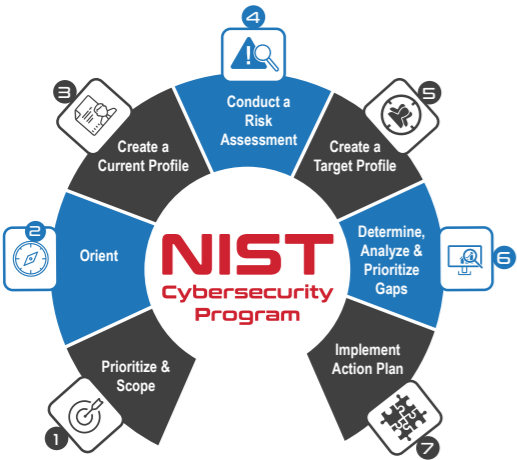 4
Conduct a
Risk
Assessment
3
Create a
Current Profile
5
Create a
Target Profile
2
Orient
NIST
Cybersecurity
Program
Determine,
Analyze &
Prioritize
Gaps
6
Prioritize &
Scope
1
Implement
Action Plan
7